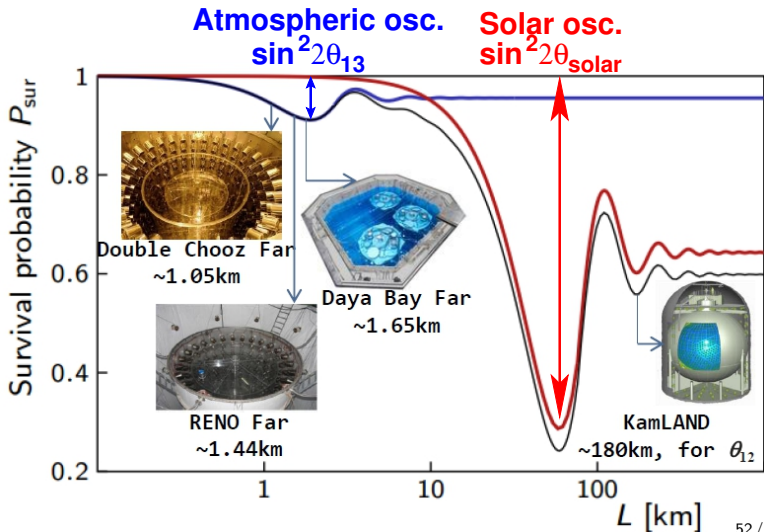 Atmospheric osc.
sin²2θ₁₃
Solar osc.
sin²2θsolar
Survival probability Psur
1
0.8
0.6
0.4
0.2
Double Chooz Far
~1.05km
Daya Bay Far
~1.65km
RENO Far
~1.44km
KamLAND
~180km, for θ₁₂
1
10
100
L [km]
52/